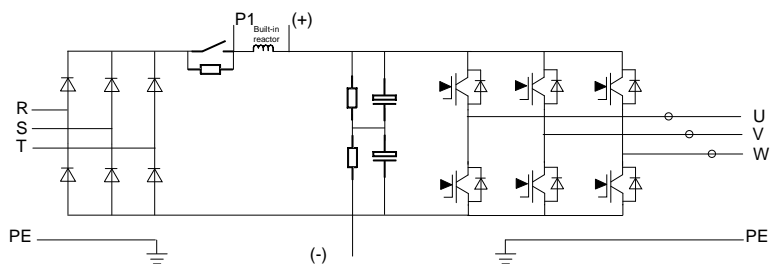 P1
(+)
Built-in
reactor
R
S
T
U
V
W
PE
(-)
PE